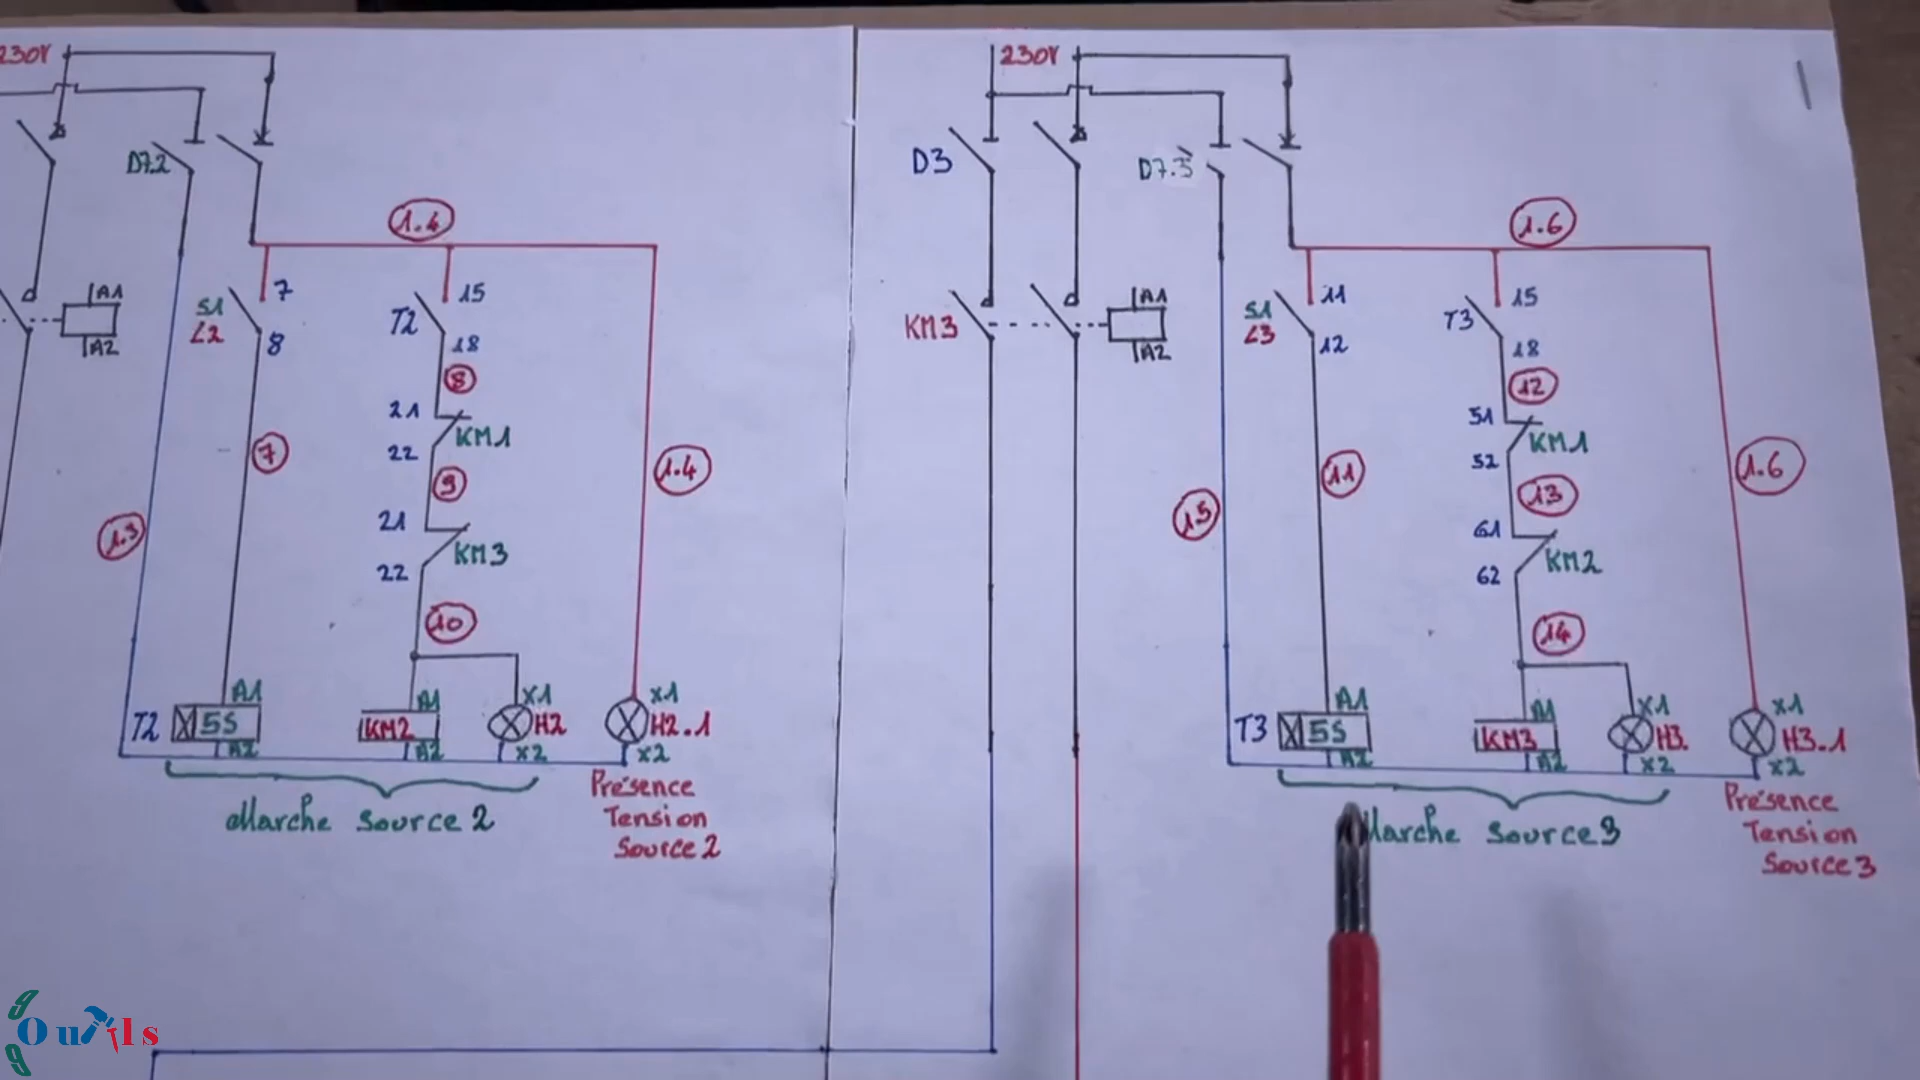 230V
D7.2
1.4
A1
A2
S1
L2
7
8
T2
15
18
8
21
22
KM1
7
9
1.4
21
22
KM3
1.3
10
T2
5S
A1
A2
KM2
A1
A2
X1
H2
X2
X1
H2.1
X2
Marche Source 2
Présence
Tension
Source 2
230V
D3
D7.3
1.6
KM3
A1
A2
S1
L3
11
12
T3
15
18
12
51
52
KM1
11
13
1.6
1.5
61
62
KM2
14
T3
5S
A1
A2
KM3
A1
A2
X1
H3.
X2
X1
H3.1
X2
Marche Source 3
Présence
Tension
Source 3
Outils